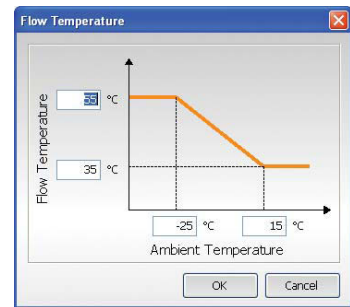 Flow Temperature
Flow Temperature
55 °C
35 °C
-25 °C 15 °C
Ambient Temperature
OK Cancel